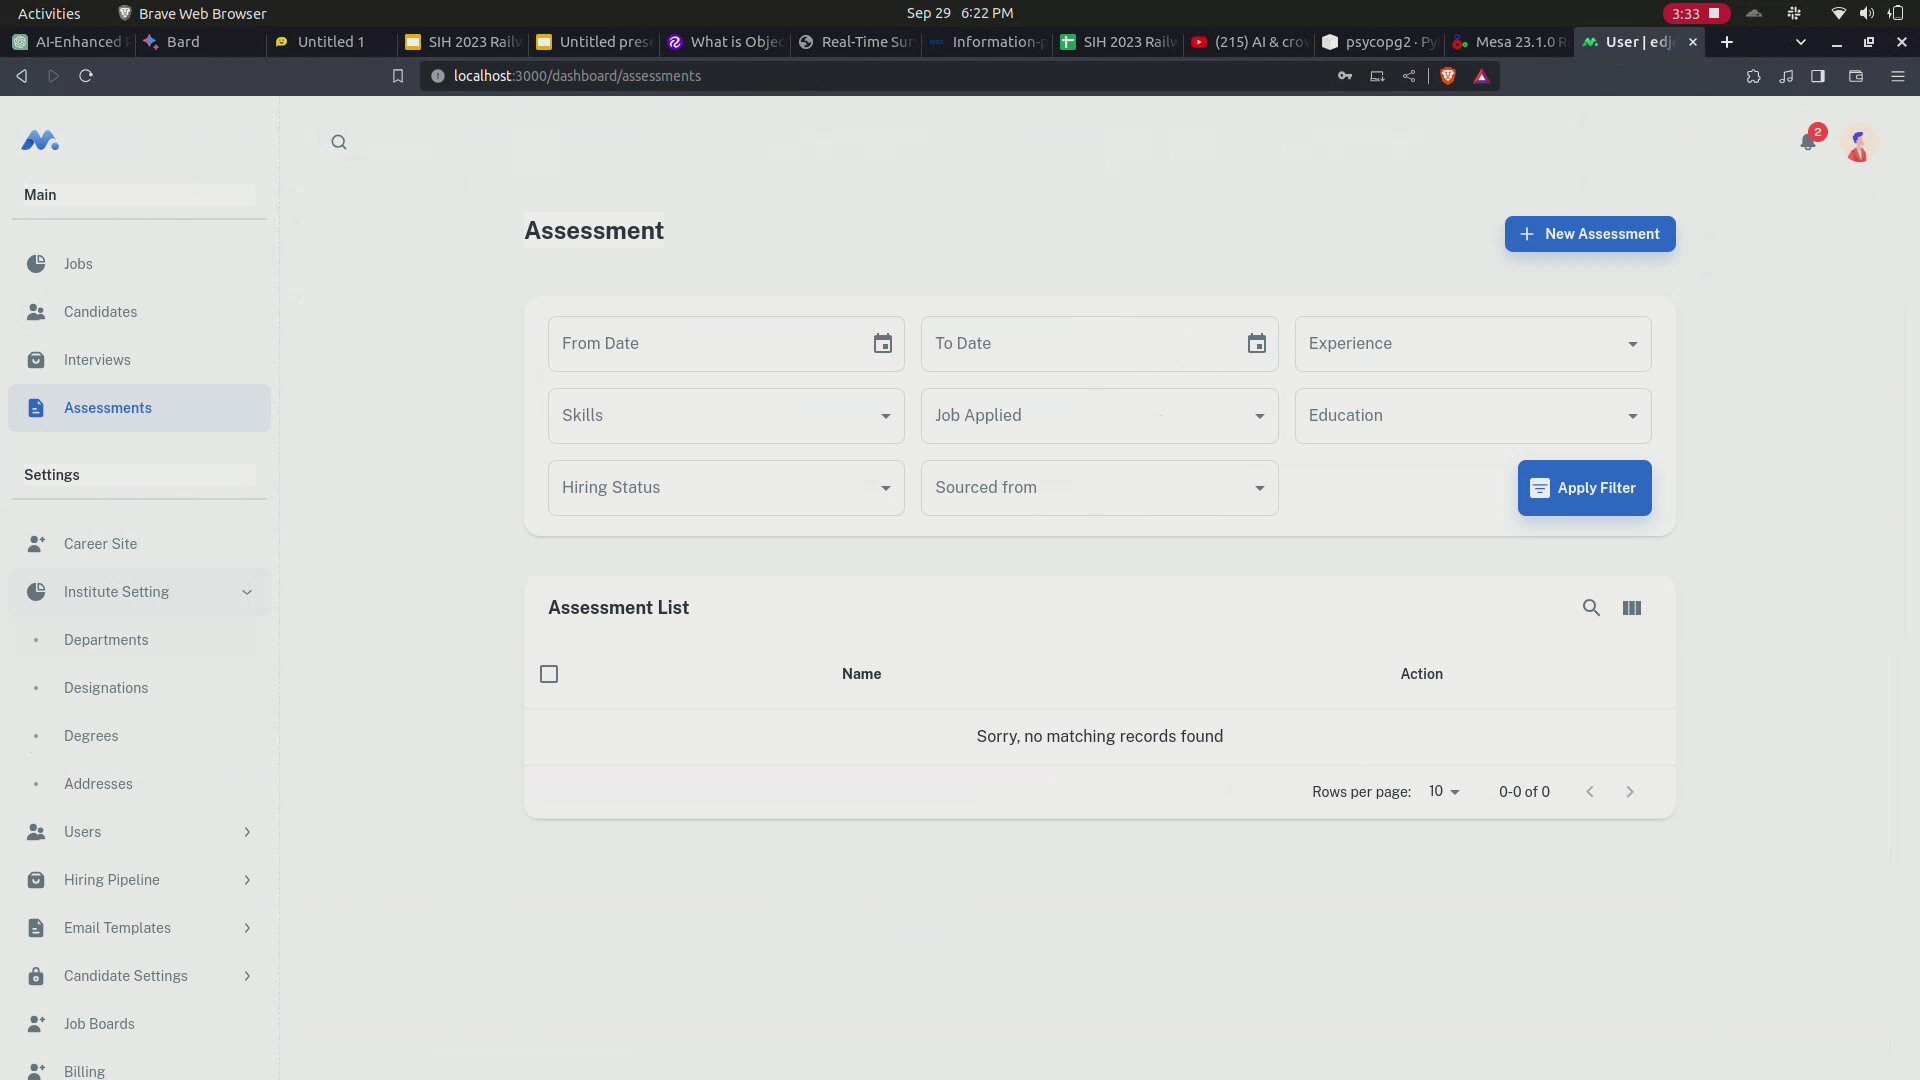 Activities
Brave Web Browser
Sep 29 6:22 PM
3:33
AI-Enhanced
Bard
Untitled 1
SIH 2023 Railw
Untitled prese
What is Objec
Real-Time Sur
Information-p
SIH 2023 Railw
(215) AI & crow
psycopg2 · Py
Mesa 23.1.0 R
User | edjo
localhost:3000/dashboard/assessments
2
Main
Jobs
Candidates
Interviews
Assessments
Settings
Career Site
Institute Setting
Departments
Designations
Degrees
Addresses
Users
Hiring Pipeline
Email Templates
Candidate Settings
Job Boards
Billing
Assessment
New Assessment
From Date
To Date
Experience
Skills
Job Applied
Education
Hiring Status
Sourced from
Apply Filter
Assessment List
Name
Action
Sorry, no matching records found
Rows per page: 10 0-0 of 0